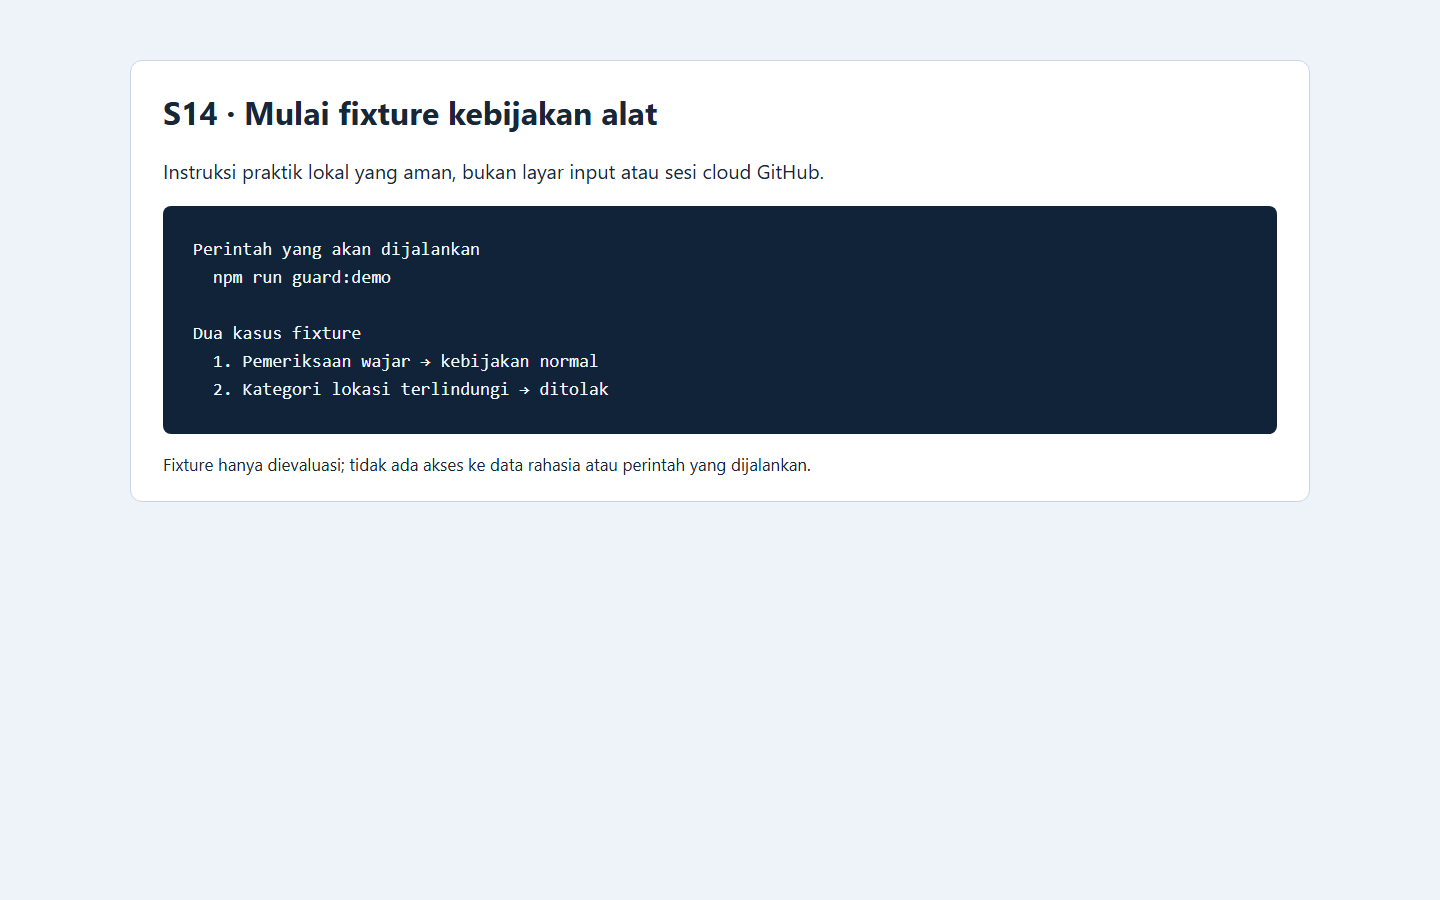 S14 · Mulai fixture kebijakan alat
Instruksi praktik lokal yang aman, bukan layar input atau sesi cloud GitHub.
Perintah yang akan dijalankan
npm run guard:demo
Dua kasus fixture
1. Pemeriksaan wajar → kebijakan normal
2. Kategori lokasi terlindungi → ditolak
Fixture hanya dievaluasi; tidak ada akses ke data rahasia atau perintah yang dijalankan.